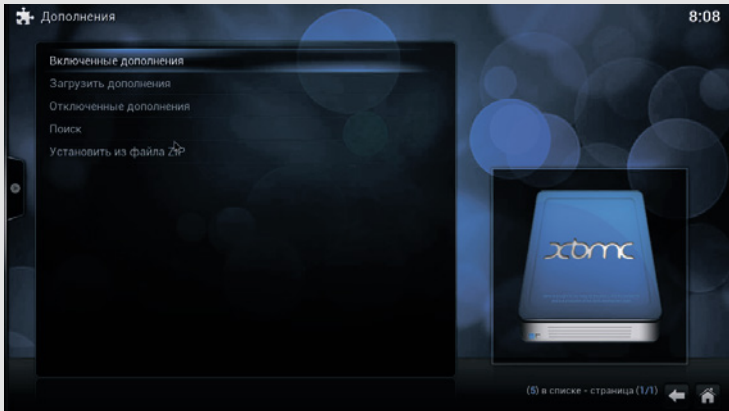 Дополнения
8:08
Включенные дополнения
Загрузить дополнения
Отключенные дополнения
Поиск
Установить из файла ZIP
xbmc
(5) в списке - страница (1/1)